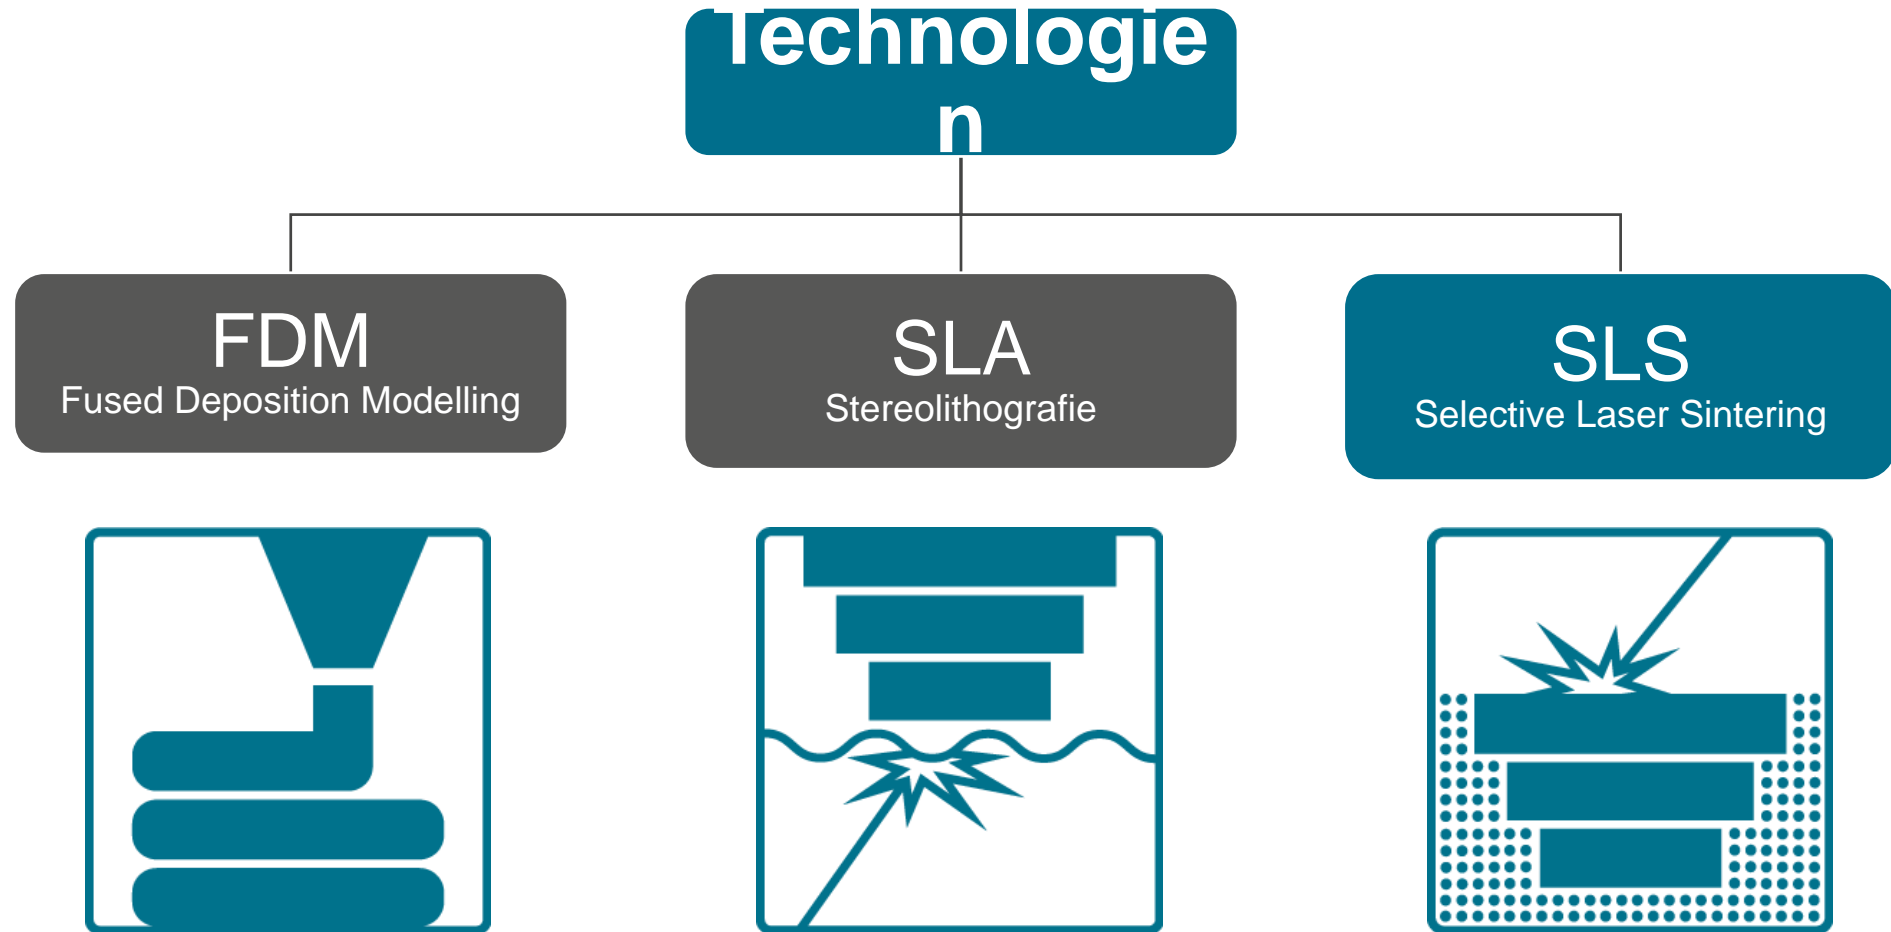 Technologie
n
FDM
Fused Deposition Modelling
SLA
Stereolithografie
SLS
Selective Laser Sintering